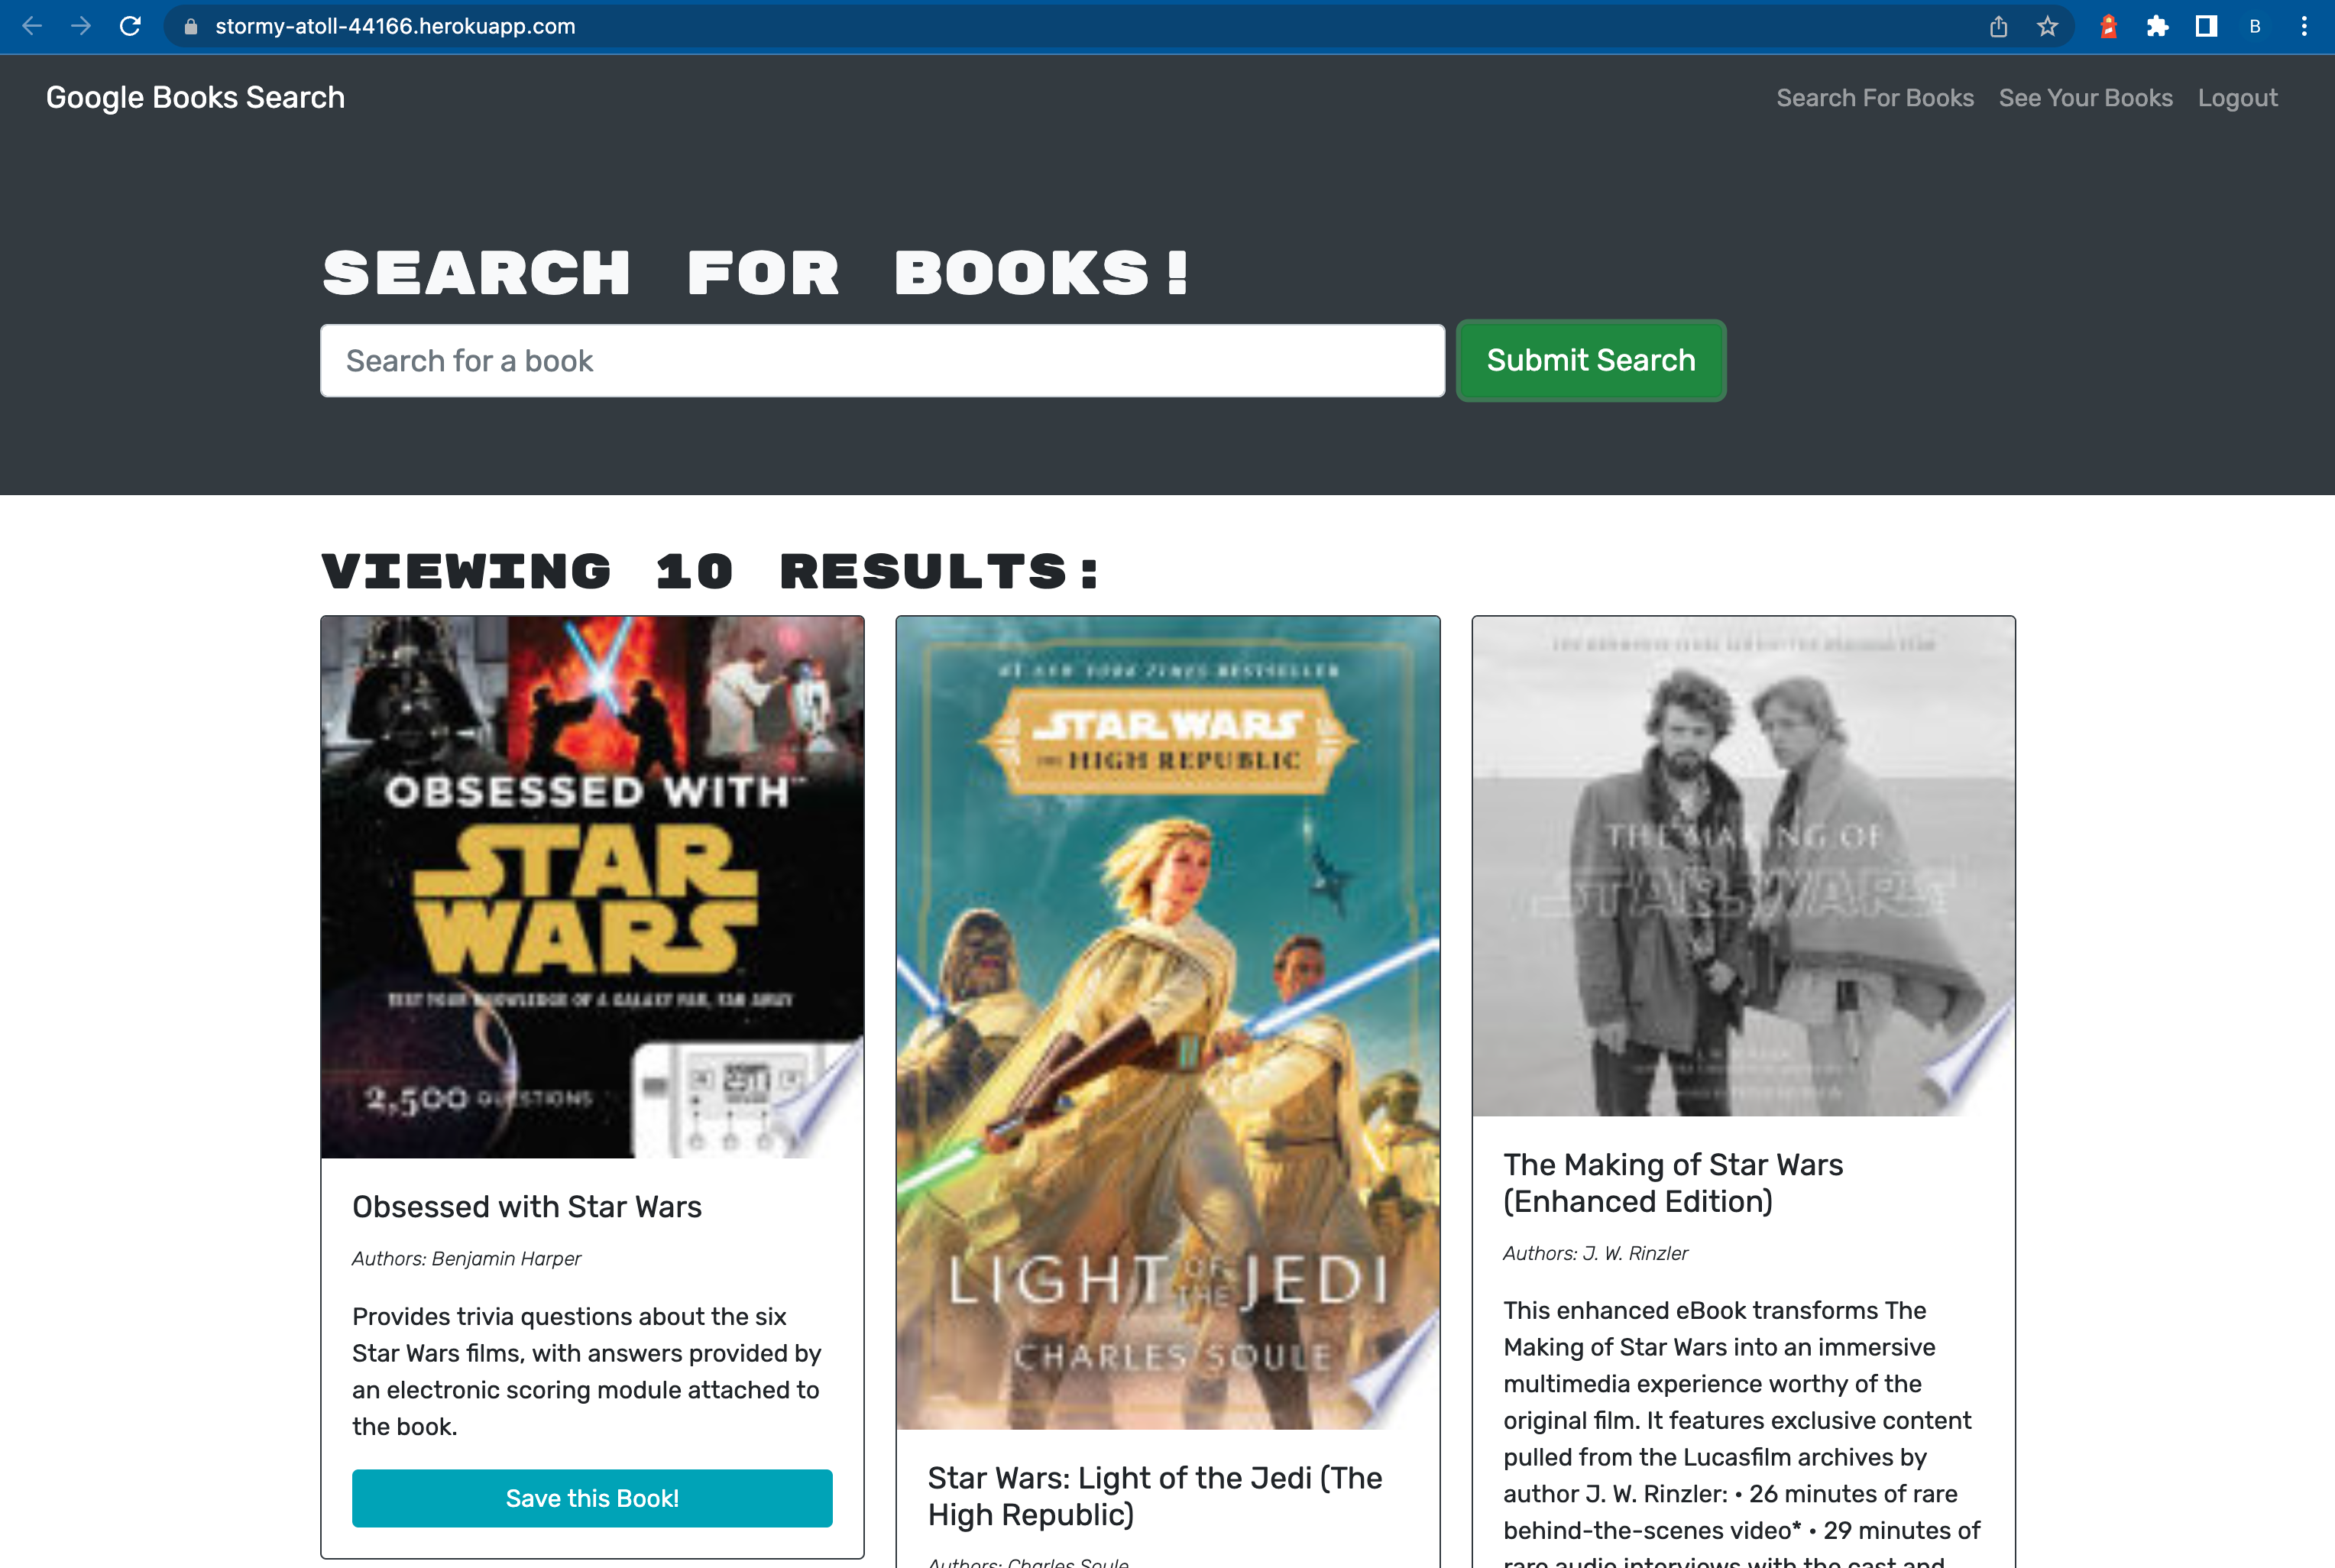 stormy-atoll-44166.herokuapp.com
B
Google Books Search
Search For Books
See Your Books
Logout
SEARCH FOR BOOKS!
Search for a book
Submit Search
VIEWING 10 RESULTS:
OBSESSED WITH
STAR
WARS
TEST YOUR KNOWLEDGE OF A GALAXY FAR, FAR AWAY
2,500 QUESTIONS
Obsessed with Star Wars
Authors: Benjamin Harper
Provides trivia questions about the six
Star Wars films, with answers provided by
an electronic scoring module attached to
the book.
Save this Book!
#1 NEW YORK TIMES BESTSELLER
STAR WARS
THE HIGH REPUBLIC
LIGHT OF THE JEDI
CHARLES SOULE
Star Wars: Light of the Jedi (The
High Republic)
Authors: Charles Soule
THE MAKING OF
STAR WARS
The Making of Star Wars
(Enhanced Edition)
Authors: J. W. Rinzler
This enhanced eBook transforms The
Making of Star Wars into an immersive
multimedia experience worthy of the
original film. It features exclusive content
pulled from the Lucasfilm archives by
author J. W. Rinzler: • 26 minutes of rare
behind-the-scenes video* • 29 minutes of
rare audio interviews with the cast and